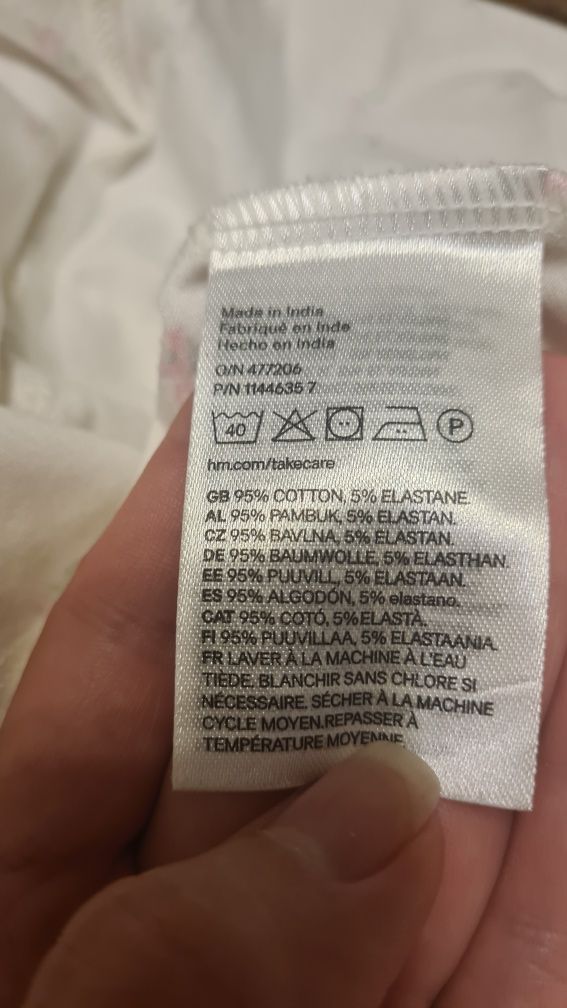 Made in India
Fabriqué en Inde
Hecho en India
O/N 477206
P/N 1144635 7
40 P
hm.com/takecare
GB 95% COTTON, 5% ELASTANE.
AL 95% PAMBUK, 5% ELASTAN.
CZ 95% BAVLNA, 5% ELASTAN.
DE 95% BAUMWOLLE, 5% ELASTHAN.
EE 95% PUUVILL, 5% ELASTAAN.
ES 95% ALGODÓN, 5% elastano.
CAT 95% COTÓ, 5%ELASTÀ.
FI 95% PUUVILLAA, 5% ELASTAANIA.
FR LAVER À LA MACHINE À L'EAU
TIÈDE, BLANCHIR SANS CHLORE SI
NÉCESSAIRE. SÉCHER À LA MACHINE
CYCLE MOYEN.REPASSER À
TEMPÉRATURE MOYENNE.